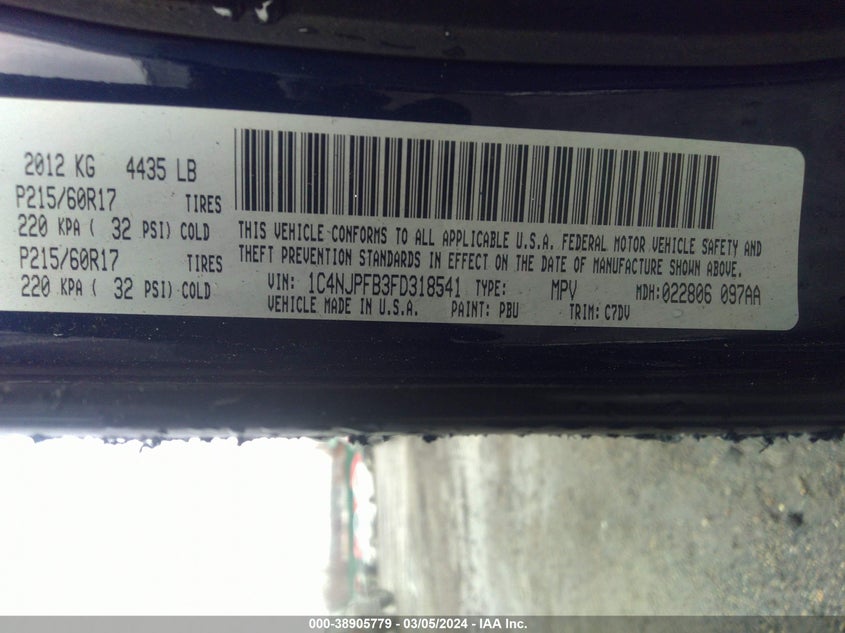 2012 KG 4435 LB
P215/60R17 TIRES
220 KPA ( 32 PSI) COLD
P215/60R17 TIRES
220 KPA ( 32 PSI) COLD
THIS VEHICLE CONFORMS TO ALL APPLICABLE U.S.A. FEDERAL MOTOR VEHICLE SAFETY AND
THEFT PREVENTION STANDARDS IN EFFECT ON THE DATE OF MANUFACTURE SHOWN ABOVE.
VIN: 1C4NJPFB3FD318541 TYPE: MPV MDH: 022806 097AA
VEHICLE MADE IN U.S.A. PAINT: PBU TRIM: C7DV
000-38905779 - 03/05/2024 - IAA Inc.